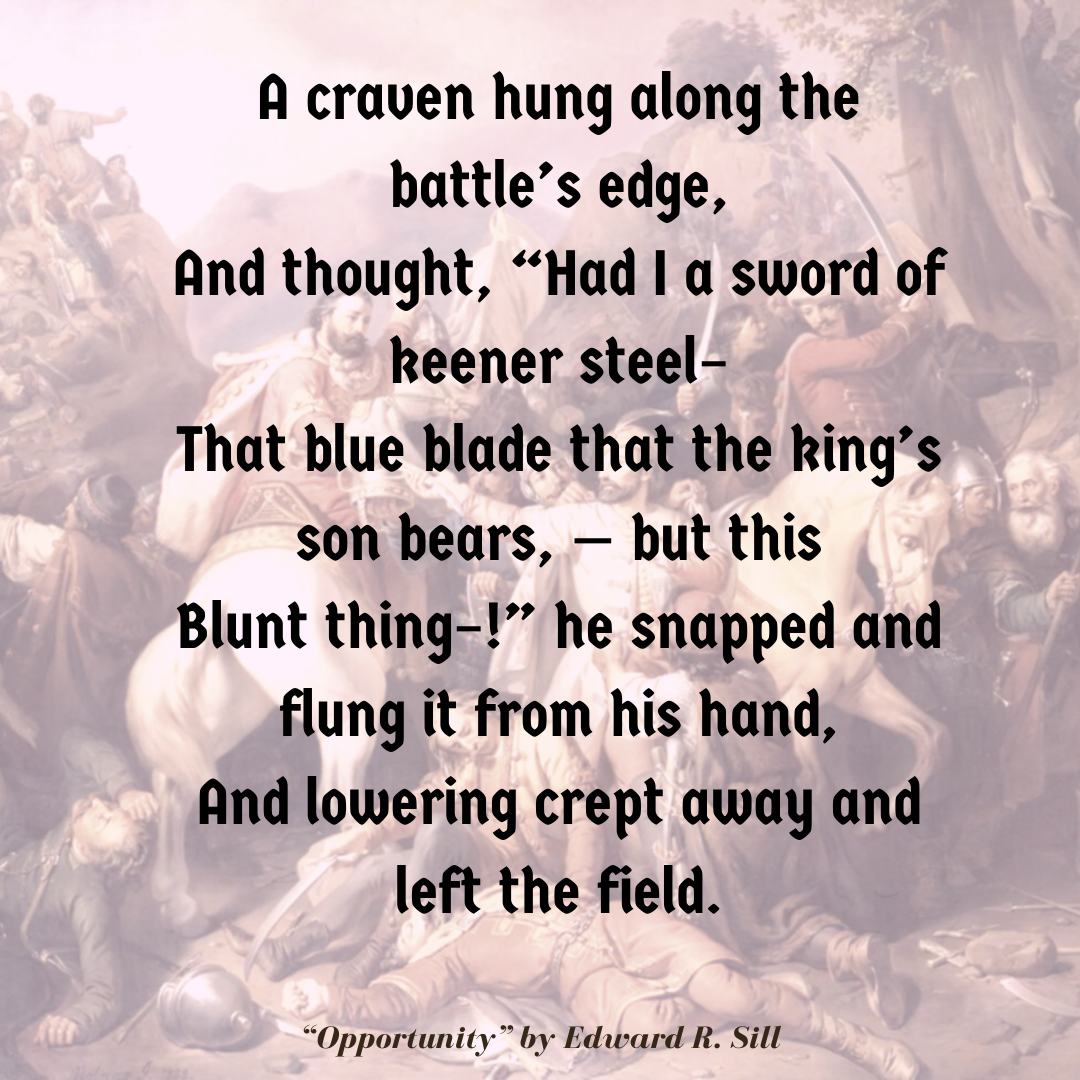 A craven hung along the
battle’s edge,
And thought, “Had I a sword of
keener steel–
That blue blade that the king’s
son bears, — but this
Blunt thing–!” he snapped and
flung it from his hand,
And lowering crept away and
left the field.
“Opportunity” by Edward R. Sill